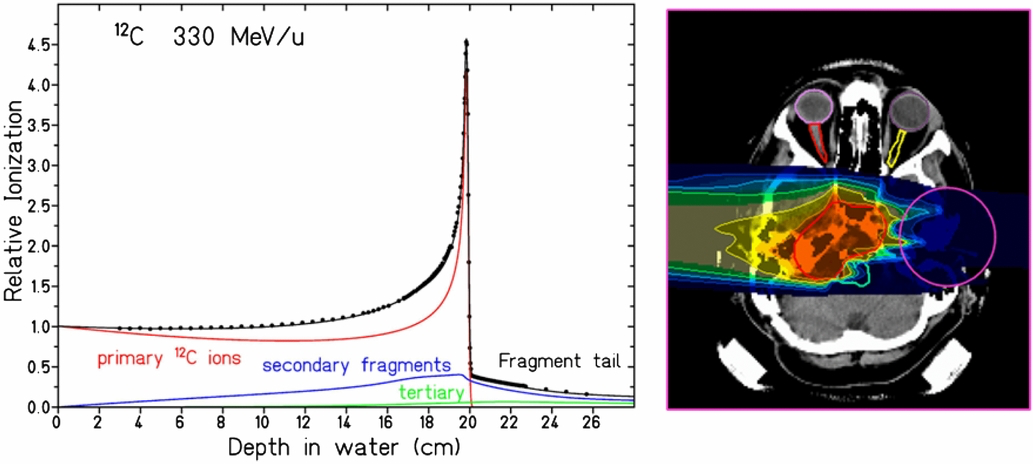 ¹²C 330 MeV/u
Relative Ionization
4.5
4.0
3.5
3.0
2.5
2.0
1.5
1.0
0.5
0.0
primary ¹²C ions
secondary fragments
Fragment tail
tertiary
0 2 4 6 8 10 12 14 16 18 20 22 24 26
Depth in water (cm)